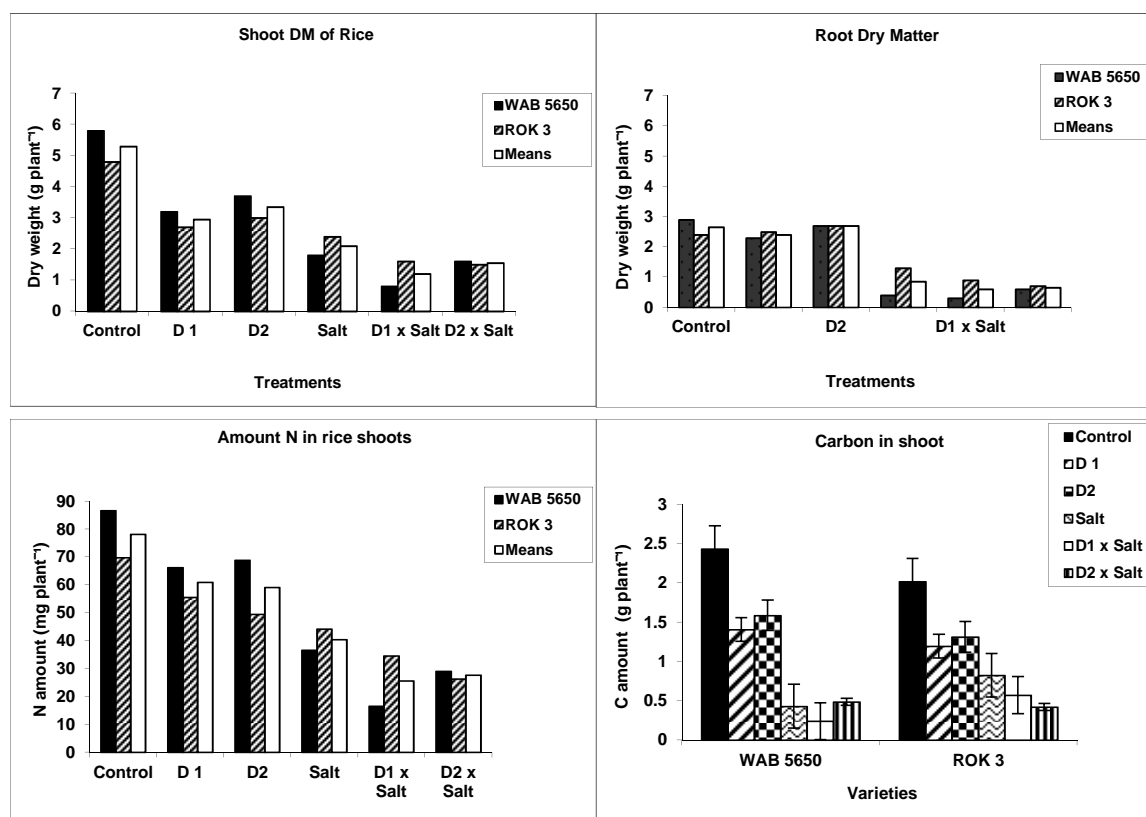 Shoot DM of Rice
WAB 5650
ROK 3
Means
7
6
5
4
3
2
1
0
Dry weight (g plant⁻¹)
Control D 1 D2 Salt D1 x Salt D2 x Salt
Treatments
Root Dry Matter
WAB 5650
ROK 3
Means
7
6
5
4
3
2
1
0
Dry weight (g plant⁻¹)
Control D2 D1 x Salt
Treatments
Amount N in rice shoots
WAB 5650
ROK 3
Means
90
80
70
60
50
40
30
20
10
0
N amount (mg plant⁻¹)
Control D 1 D2 Salt D1 x Salt D2 x Salt
Carbon in shoot
Control
D 1
D2
Salt
D1 x Salt
D2 x Salt
3
2.5
2
1.5
1
0.5
0
C amount (g plant⁻¹)
WAB 5650 ROK 3
Varieties